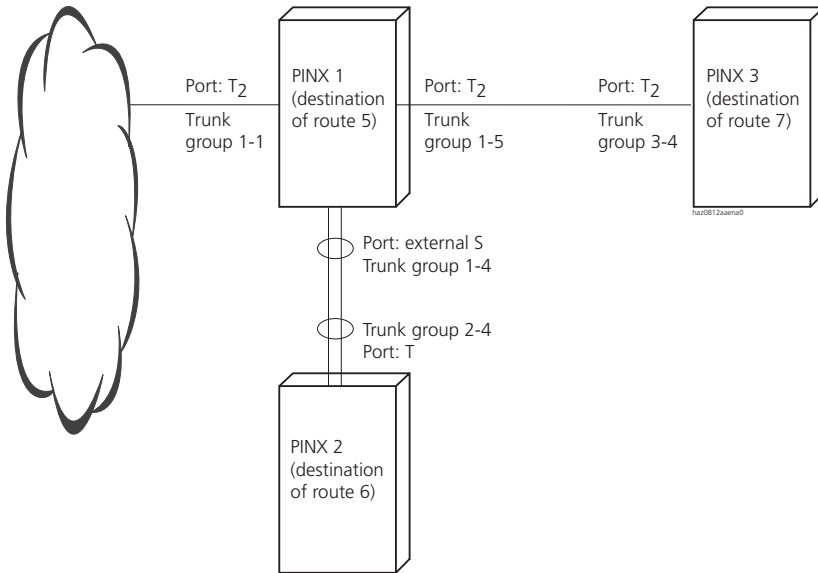 Port: T2
Trunk
group 1-1
PINX 1
(destination
of route 5)
Port: T2
Trunk
group 1-5
Port: T2
Trunk
group 3-4
PINX 3
(destination
of route 7)
haz0812aaena0
Port: external S
Trunk group 1-4
Trunk group 2-4
Port: T
PINX 2
(destination
of route 6)